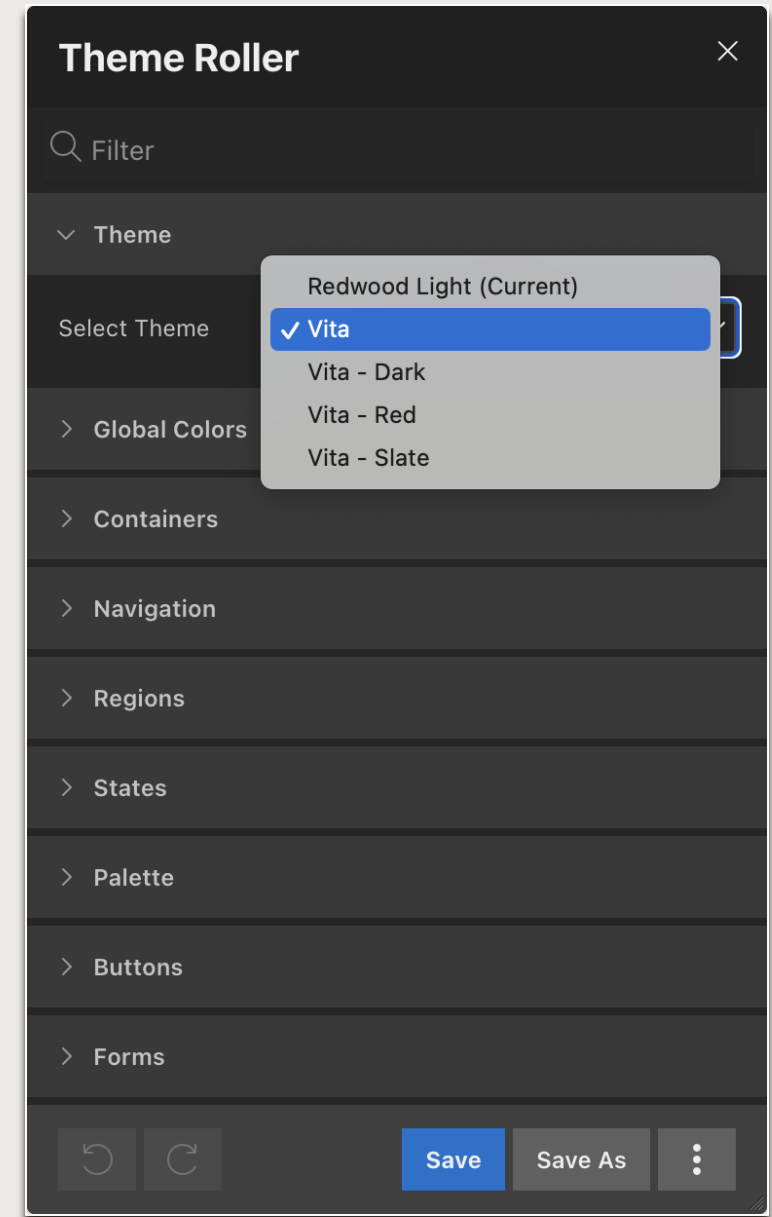 Theme Roller
Filter
Theme
Select Theme
Redwood Light (Current)
Vita
Vita - Dark
Vita - Red
Vita - Slate
Global Colors
Containers
Navigation
Regions
States
Palette
Buttons
Forms
Save
Save As